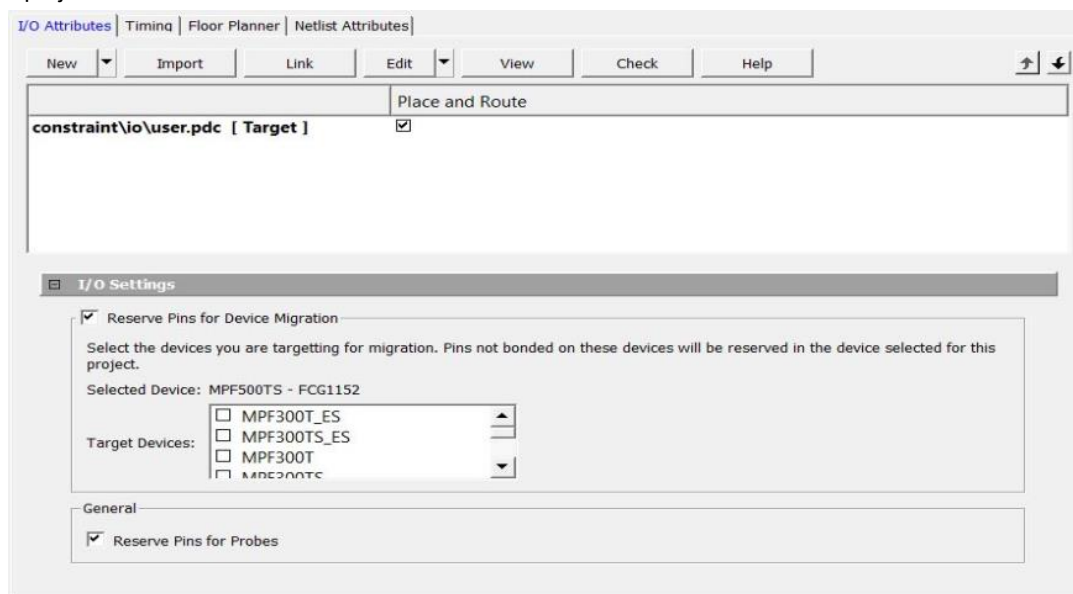 I/O Attributes Timing Floor Planner Netlist Attributes
New Import Link Edit View Check Help
Place and Route
constraint\io\user.pdc [ Target ]
I/O Settings
Reserve Pins for Device Migration
Select the devices you are targetting for migration. Pins not bonded on these devices will be reserved in the device selected for this
project.
Selected Device: MPF500TS - FCG1152
MPF300T_ES
MPF300TS_ES
Target Devices:
MPF300T
MPF300TS
General
Reserve Pins for Probes